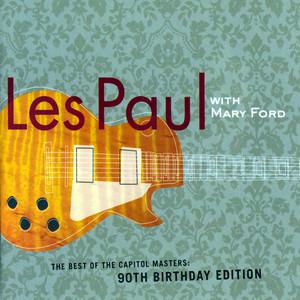 Les Paul
WITH
MARY FORD
THE BEST OF THE CAPITOL MASTERS:
90TH BIRTHDAY EDITION